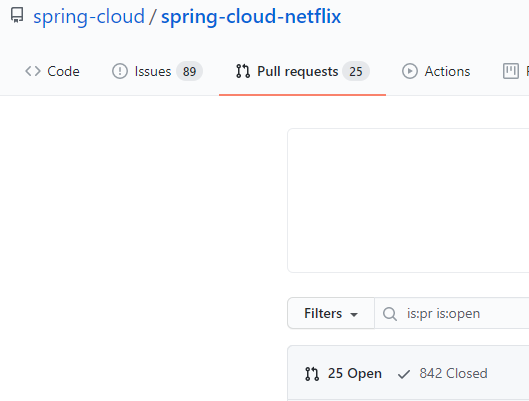 spring-cloud / spring-cloud-netflix
Code Issues 89 Pull requests 25 Actions
Filters is:pr is:open
25 Open 842 Closed